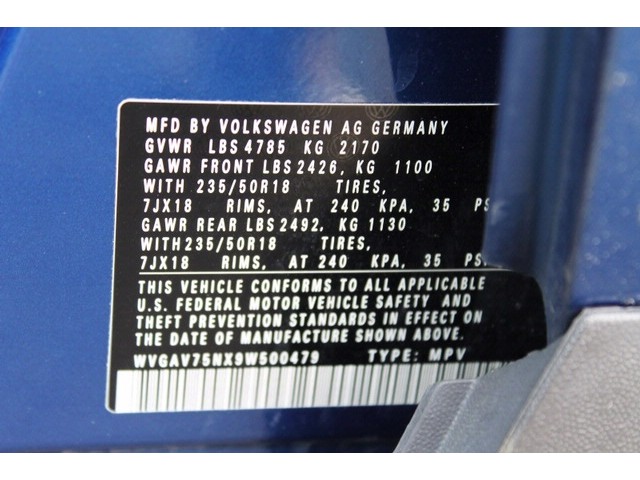 MFD BY VOLKSWAGEN AG GERMANY
GVWR LBS 4785 KG 2170
GAWR FRONT LBS 2426, KG 1100
WITH 235/50R18 TIRES,
7JX18 RIMS, AT 240 KPA, 35 PS
GAWR REAR LBS 2492, KG 1130
WITH 235/50R18 TIRES,
7JX18 RIMS, AT 240 KPA, 35 PS
THIS VEHICLE CONFORMS TO ALL APPLICABLE
U.S. FEDERAL MOTOR VEHICLE SAFETY AND
THEFT PREVENTION STANDARDS IN EFFECT ON
THE DATE OF MANUFACTURE SHOWN ABOVE
WVGAV75NX9W500479 TYPE: MPV